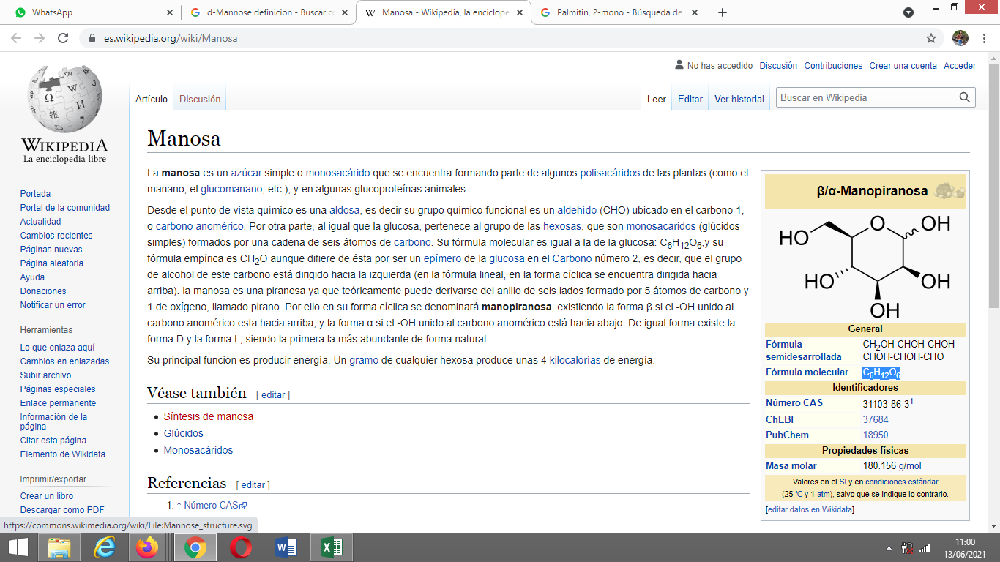 WhatsApp
d-Mannose definicion - Buscar co
Manosa - Wikipedia, la enciclope
Palmitin, 2-mono - Búsqueda de
es.wikipedia.org/wiki/Manosa
No has accedido Discusión Contribuciones Crear una cuenta Acceder
Artículo Discusión
Leer Editar Ver historial Buscar en Wikipedia
WIKIPEDIA
La enciclopedia libre
Portada
Portal de la comunidad
Actualidad
Cambios recientes
Páginas nuevas
Página aleatoria
Ayuda
Donaciones
Notificar un error
Herramientas
Lo que enlaza aquí
Cambios en enlazadas
Subir archivo
Páginas especiales
Enlace permanente
Información de la
página
Citar esta página
Elemento de Wikidata
Imprimir/exportar
Crear un libro
Descargar como PDF
Manosa
La manosa es un azúcar simple o monosacárido que se encuentra formando parte de algunos polisacáridos de las plantas (como el
manano, el glucomanano, etc.), y en algunas glucoproteínas animales.
Desde el punto de vista químico es una aldosa, es decir su grupo químico funcional es un aldehído (CHO) ubicado en el carbono 1,
o carbono anomérico. Por otra parte, al igual que la glucosa, pertenece al grupo de las hexosas, que son monosacáridos (glúcidos
simples) formados por una cadena de seis átomos de carbono. Su fórmula molecular es igual a la de la glucosa: C6H12O6,y su
fórmula empírica es CH2O aunque difiere de ésta por ser un epímero de la glucosa en el Carbono número 2, es decir, que el grupo
de alcohol de este carbono está dirigido hacia la izquierda (en la fórmula lineal, en la forma cíclica se encuentra dirigida hacia
arriba). la manosa es una piranosa ya que teóricamente puede derivarse del anillo de seis lados formado por 5 átomos de carbono y
1 de oxígeno, llamado pirano. Por ello en su forma cíclica se denominará manopiranosa, existiendo la forma β si el -OH unido al
carbono anomérico esta hacia arriba, y la forma α si el -OH unido al carbono anomérico está hacia abajo. De igual forma existe la
forma D y la forma L, siendo la primera la más abundante de forma natural.
Su principal función es producir energía. Un gramo de cualquier hexosa produce unas 4 kilocalorías de energía.
Véase también [ editar ]
Síntesis de manosa
Glúcidos
Monosacáridos
Referencias [ editar ]
1. ↑ Número CAS
β/α-Manopiranosa
O OH
HO
HO OH
OH
General
Fórmula semidesarrollada CH2OH-CHOH-CHOH-
CHOH-CHOH-CHO
Fórmula molecular C6H12O6
Identificadores
Número CAS 31103-86-31
ChEBI 37684
PubChem 18950
Propiedades físicas
Masa molar 180.156 g/mol
Valores en el SI y en condiciones estándar
(25 ℃ y 1 atm), salvo que se indique lo contrario.
[editar datos en Wikidata]
https://commons.wikimedia.org/wiki/File:Mannose_structure.svg
11:00
13/06/2021